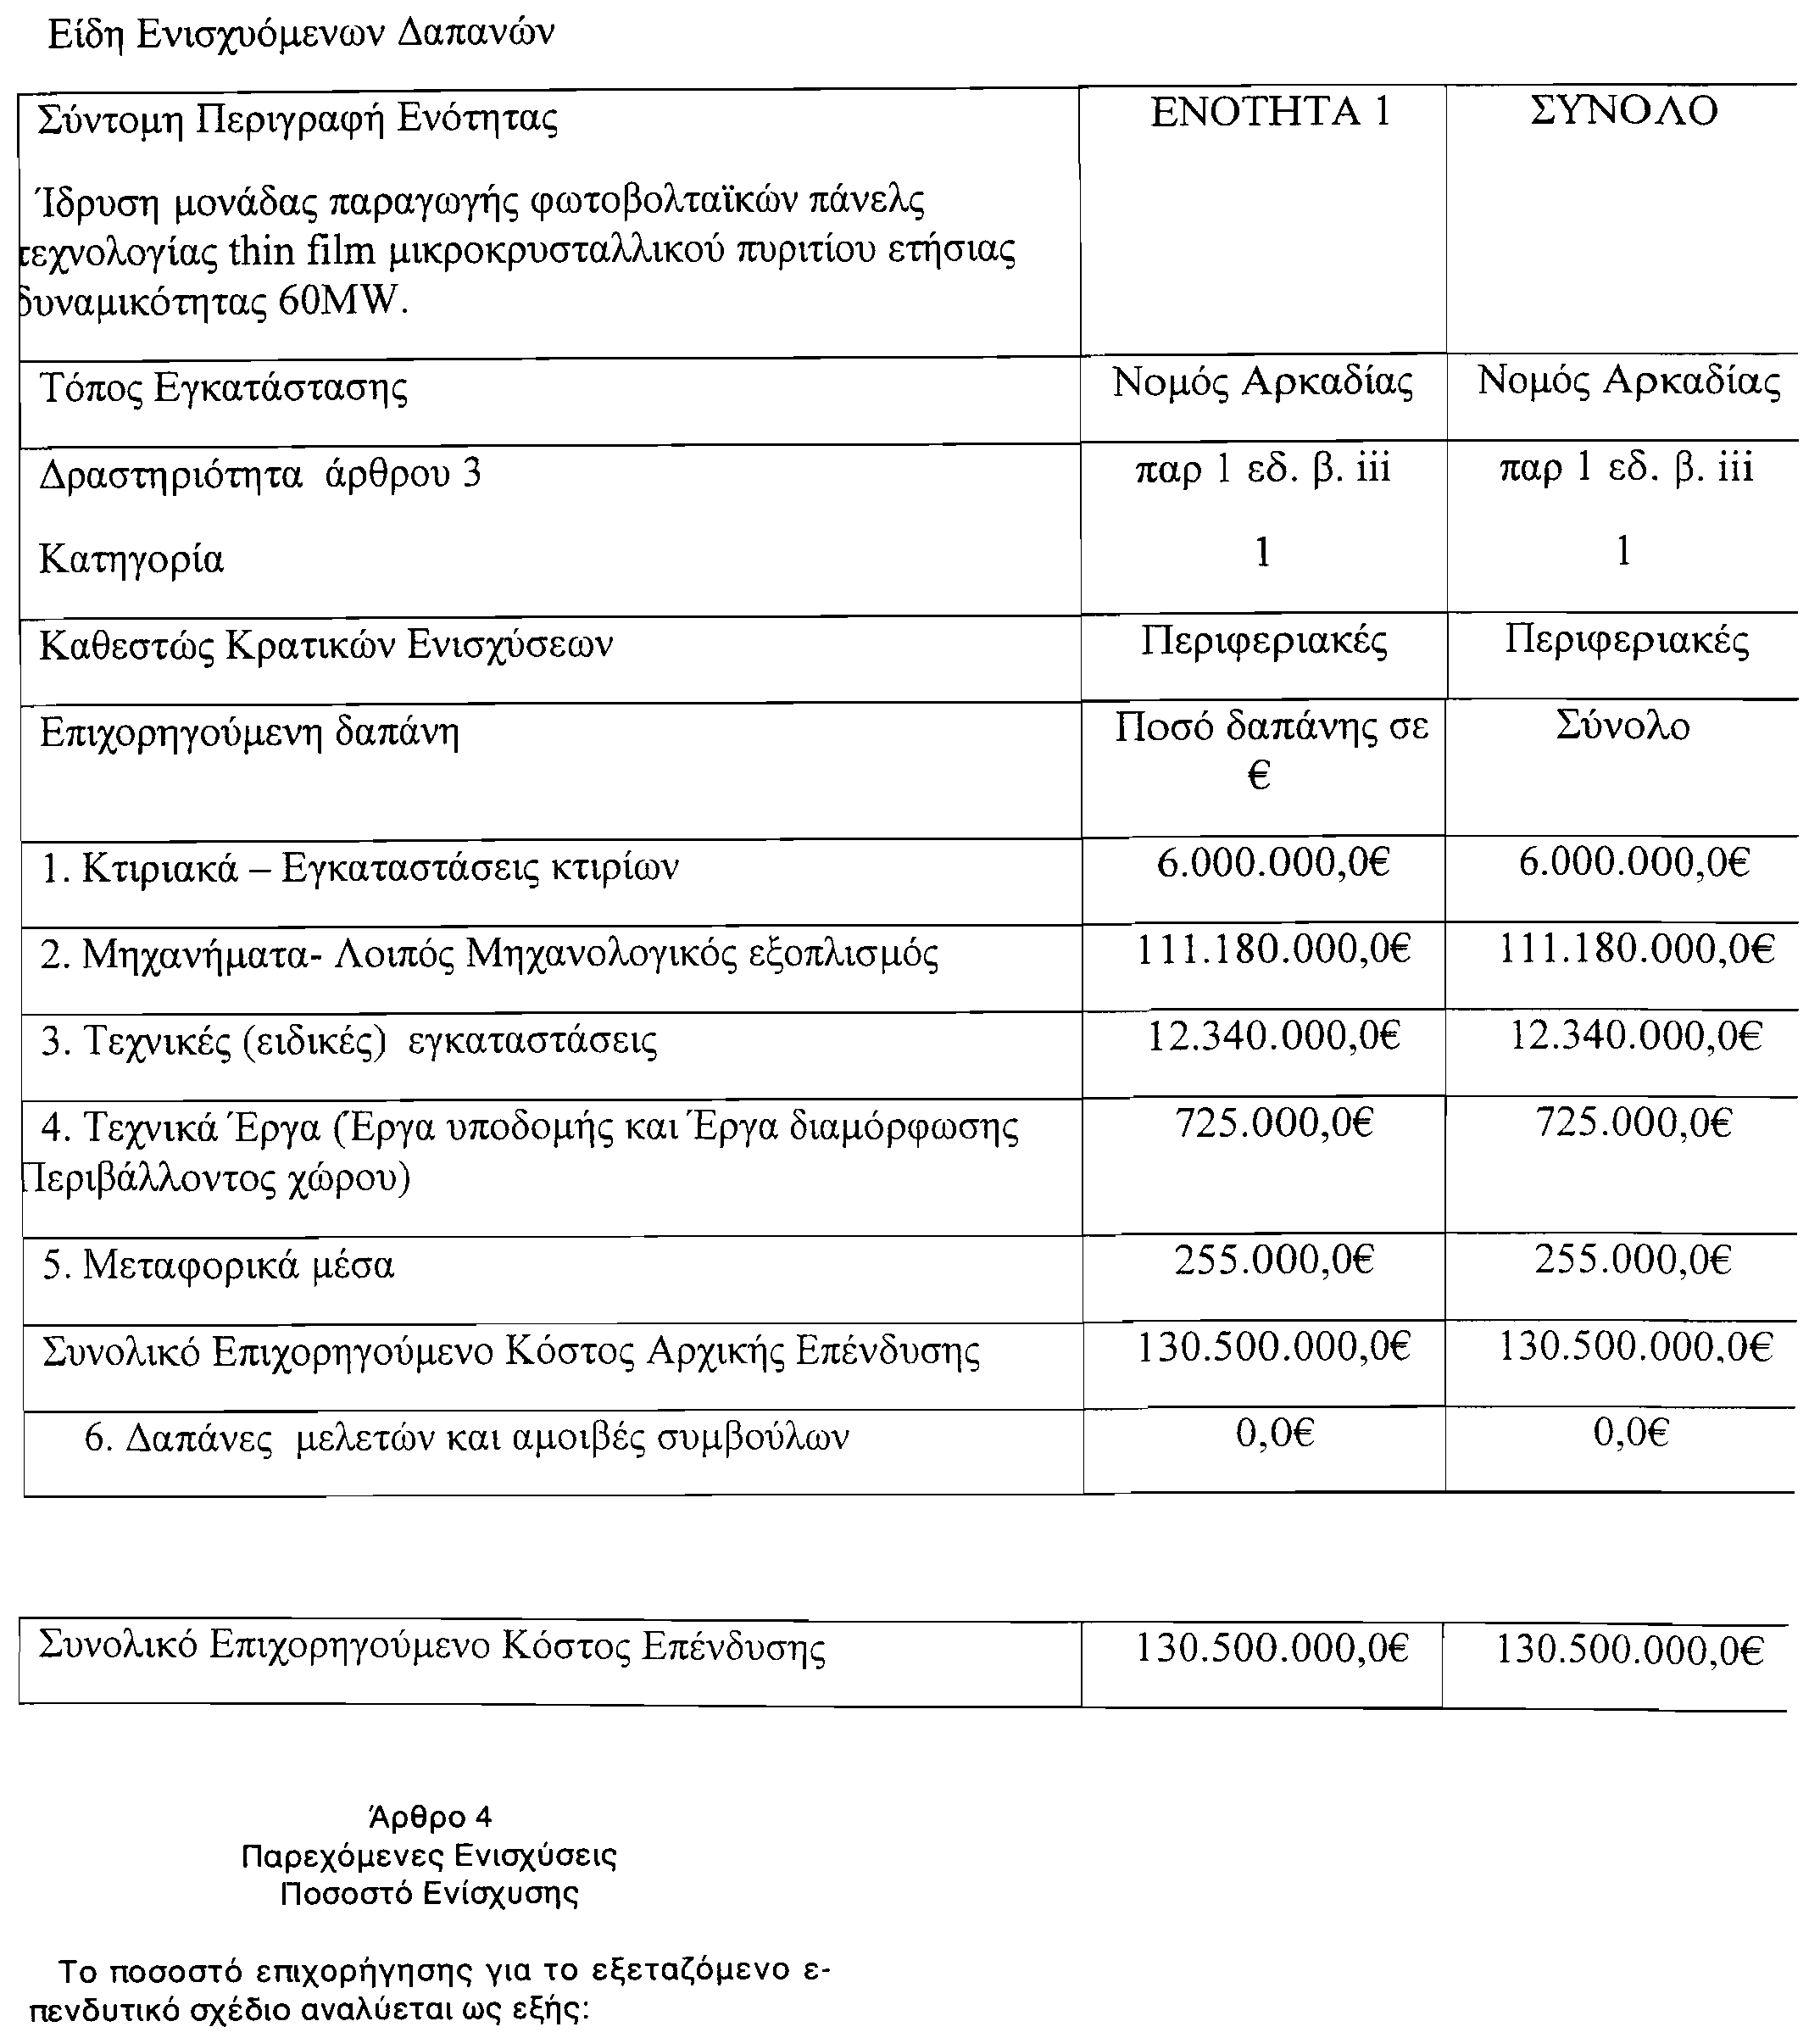 Είδη Ενισχυόμενων Δαπανών
Σύντομη Περιγραφή Ενότητας ΕΝΟΤΗΤΑ 1 ΣΥΝΟΛΟ
Ίδρυση μονάδας παραγωγής φωτοβολταϊκών πάνελς
τεχνολογίας thin film μικροκρυσταλλικού πυριτίου ετήσιας
δυναμικότητας 60MW.
Τόπος Εγκατάστασης Νομός Αρκαδίας Νομός Αρκαδίας
Δραστηριότητα άρθρου 3 παρ 1 εδ. β. iii παρ 1 εδ. β. iii
Κατηγορία 1 1
Καθεστώς Κρατικών Ενισχύσεων Περιφεριακές Περιφεριακές
Επιχορηγούμενη δαπάνη Ποσό δαπάνης σε Σύνολο
€
1. Κτιριακά – Εγκαταστάσεις κτιρίων 6.000.000,0€ 6.000.000,0€
2. Μηχανήματα- Λοιπός Μηχανολογικός εξοπλισμός 111.180.000,0€ 111.180.000,0€
3. Τεχνικές (ειδικές) εγκαταστάσεις 12.340.000,0€ 12.340.000,0€
4. Τεχνικά Έργα (Έργα υποδομής και Έργα διαμόρφωσης 725.000,0€ 725.000,0€
Περιβάλλοντος χώρου)
5. Μεταφορικά μέσα 255.000,0€ 255.000,0€
Συνολικό Επιχορηγούμενο Κόστος Αρχικής Επένδυσης 130.500.000,0€ 130.500.000,0€
6. Δαπάνες μελετών και αμοιβές συμβούλων 0,0€ 0,0€
Συνολικό Επιχορηγούμενο Κόστος Επένδυσης 130.500.000,0€ 130.500.000,0€
Άρθρο 4
Παρεχόμενες Ενισχύσεις
Ποσοστό Ενίσχυσης
Το ποσοστό επιχορήγησης για το εξεταζόμενο ε-
πενδυτικό σχέδιο αναλύεται ως εξής: